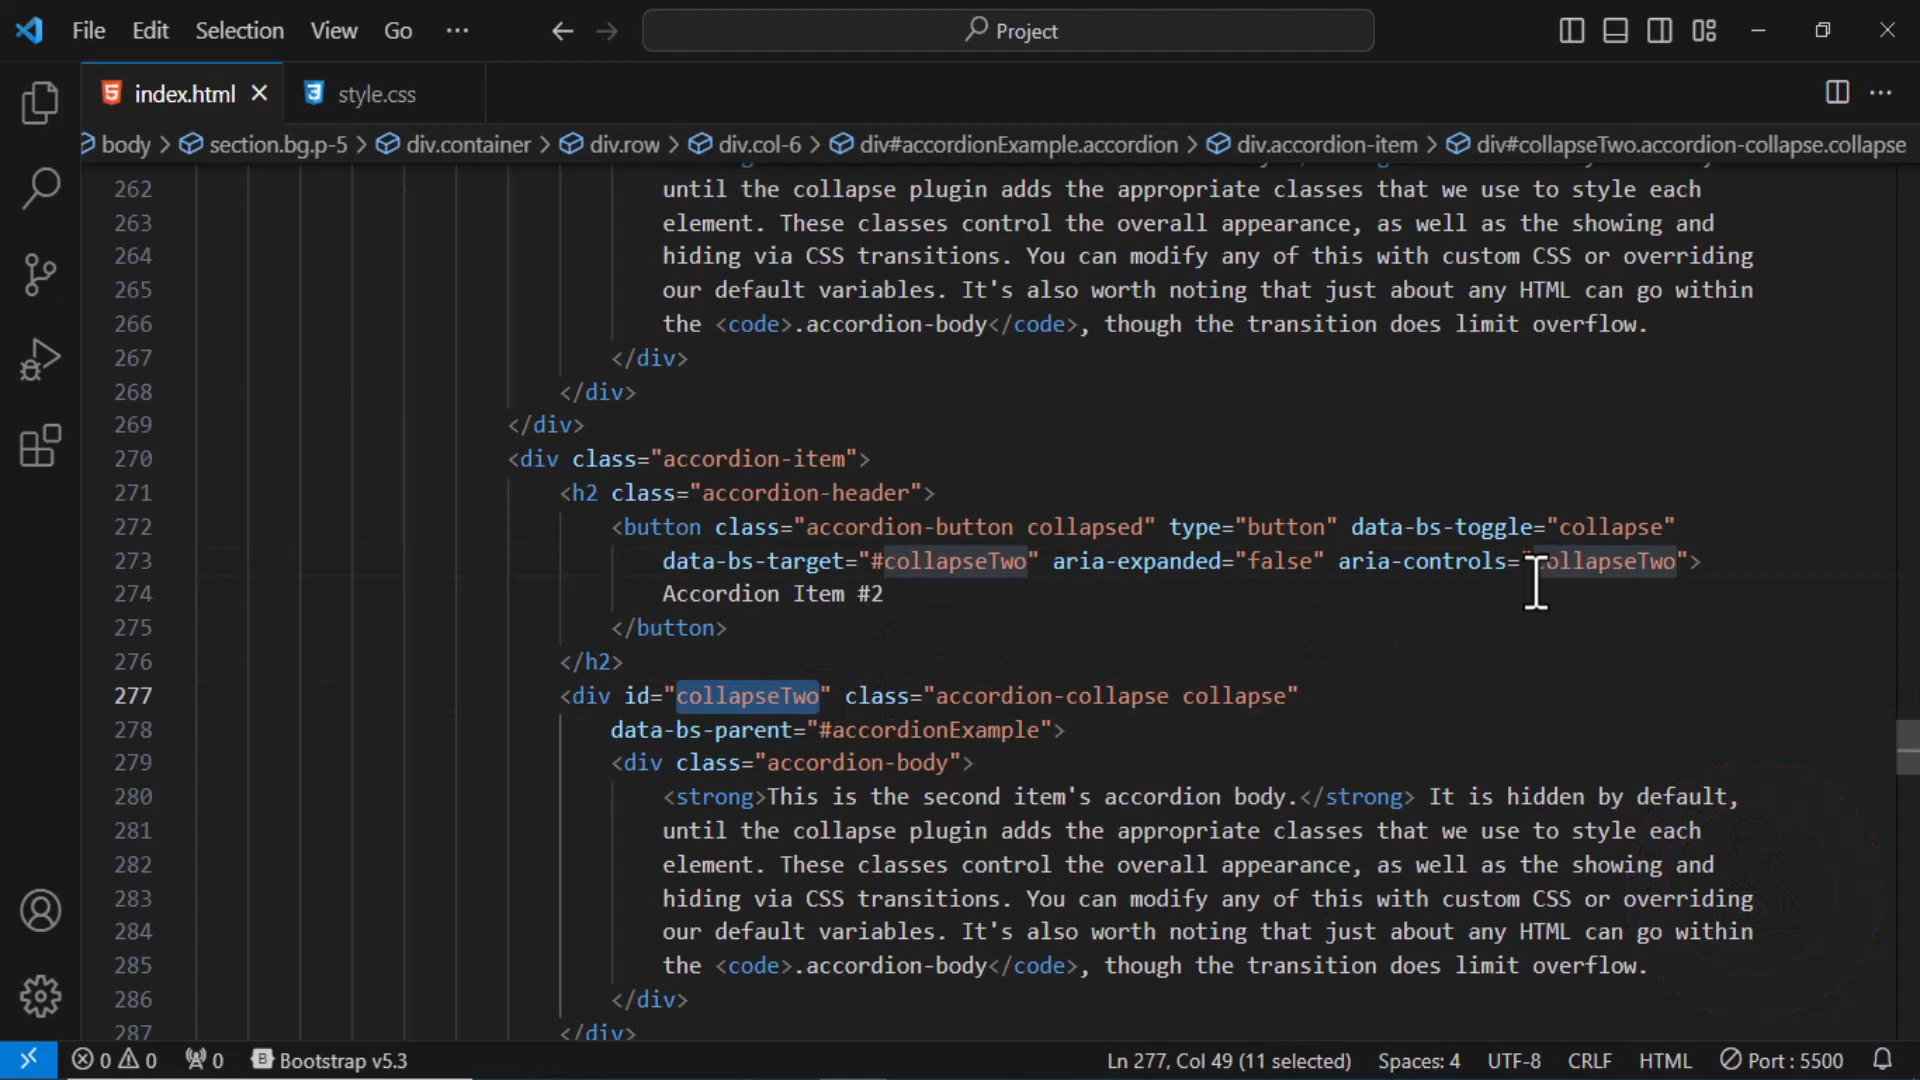 File Edit Selection View Go ··· Project
index.html style.css
body > section.bg.p-5 > div.container > div.row > div.col-6 > div#accordionExample.accordion > div.accordion-item > div#collapseTwo.accordion-collapse.collapse
262 until the collapse plugin adds the appropriate classes that we use to style each
263 element. These classes control the overall appearance, as well as the showing and
264 hiding via CSS transitions. You can modify any of this with custom CSS or overriding
265 our default variables. It's also worth noting that just about any HTML can go within
266 the <code>.accordion-body</code>, though the transition does limit overflow.
267 </div>
268 </div>
269 </div>
270 <div class="accordion-item">
271 <h2 class="accordion-header">
272 <button class="accordion-button collapsed" type="button" data-bs-toggle="collapse"
273 data-bs-target="#collapseTwo" aria-expanded="false" aria-controls="collapseTwo">
274 Accordion Item #2
275 </button>
276 </h2>
277 <div id="collapseTwo" class="accordion-collapse collapse"
278 data-bs-parent="#accordionExample">
279 <div class="accordion-body">
280 <strong>This is the second item's accordion body.</strong> It is hidden by default,
281 until the collapse plugin adds the appropriate classes that we use to style each
282 element. These classes control the overall appearance, as well as the showing and
283 hiding via CSS transitions. You can modify any of this with custom CSS or overriding
284 our default variables. It's also worth noting that just about any HTML can go within
285 the <code>.accordion-body</code>, though the transition does limit overflow.
286 </div>
287 </div>
0 0 0 Bootstrap v5.3 Ln 277, Col 49 (11 selected) Spaces: 4 UTF-8 CRLF HTML Port : 5500